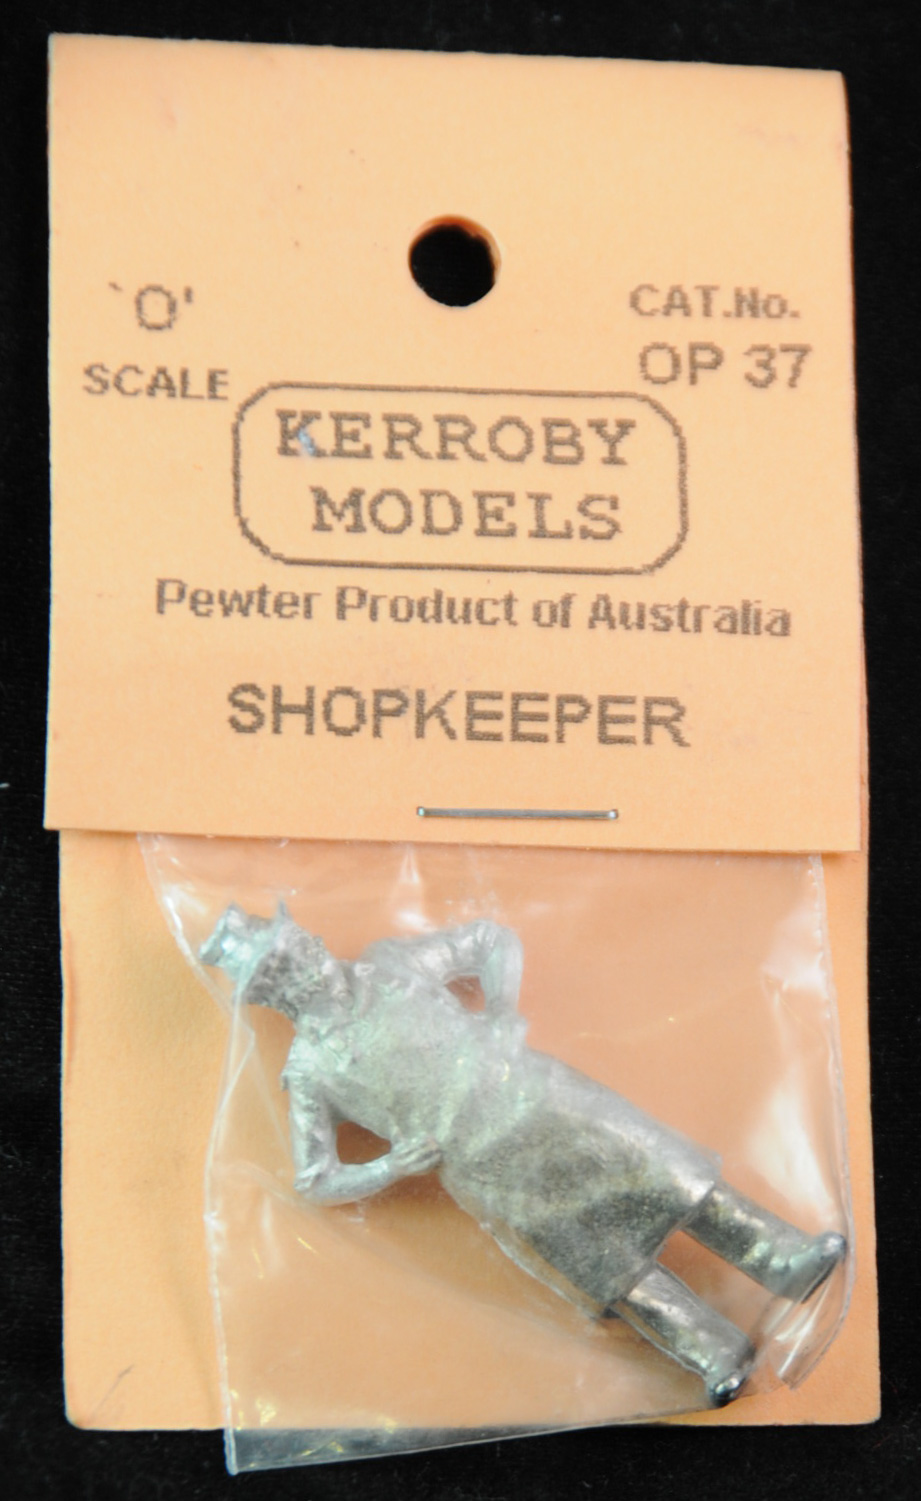 `O'
SCALE
CAT.No.
OP 37
KERROBY
MODELS
Pewter Product of Australia
SHOPKEEPER